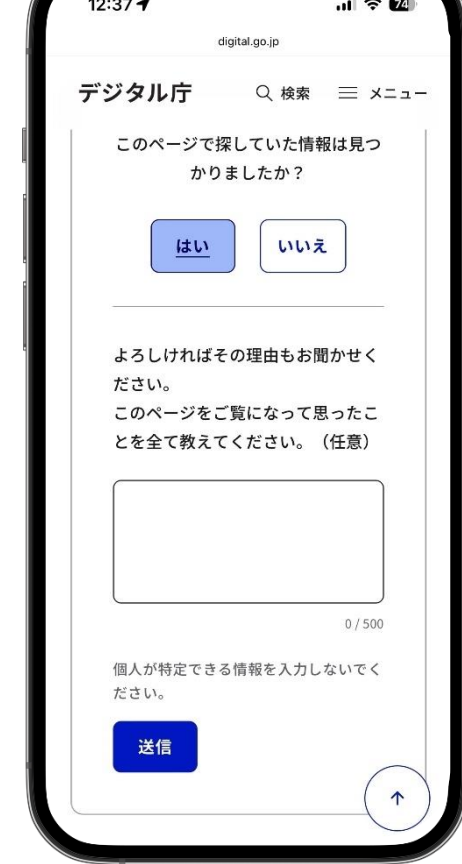 12:37
74
digital.go.jp
デジタル庁
検索
メニュー
このページで探していた情報は見つ
かりましたか？
はい
いいえ
よろしければその理由もお聞かせく
ださい。
このページをご覧になって思ったこ
とを全て教えてください。（任意）
0 / 500
個人が特定できる情報を入力しないでく
ださい。
送信